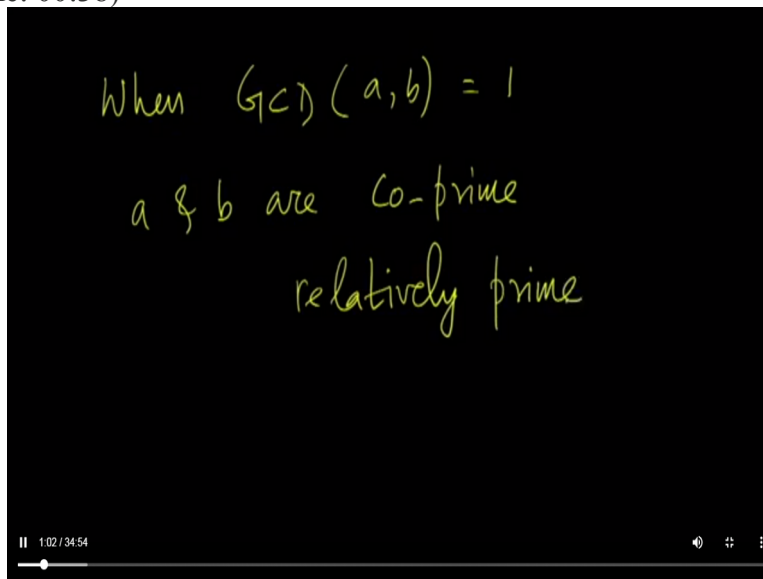 When GCD (a, b) = 1
a & b are co-prime
relatively prime
1:02 / 34:54